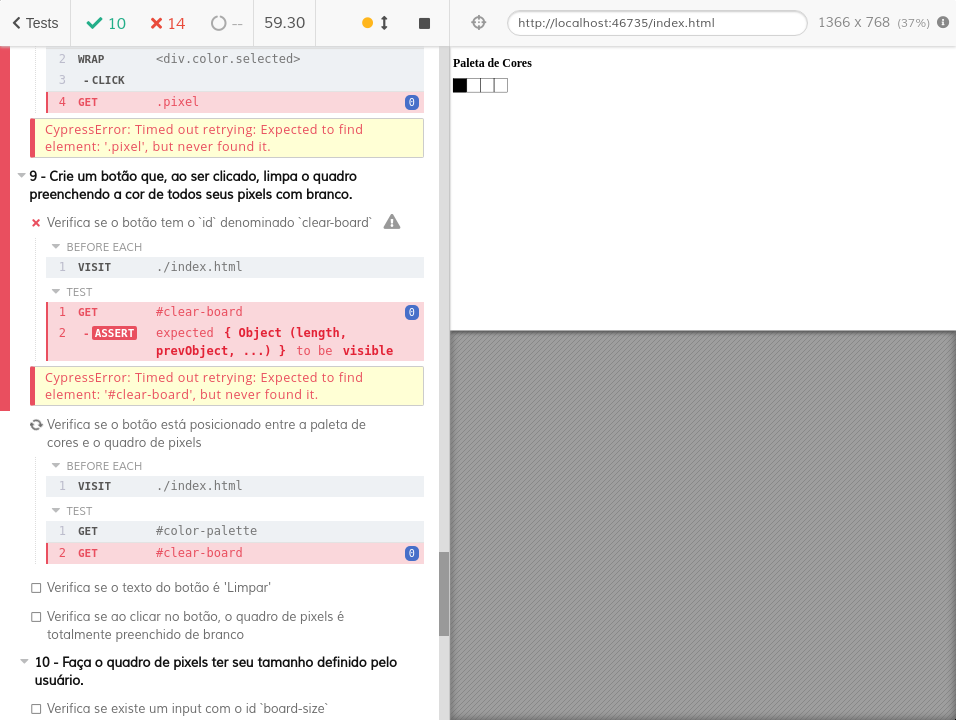 Tests 10 14 -- 59.30 http://localhost:46735/index.html 1366 x 768 (37%)
2 WRAP <div.color.selected>
3 -CLICK
4 GET .pixel 0
CypressError: Timed out retrying: Expected to find
element: '.pixel', but never found it.
9 - Crie um botão que, ao ser clicado, limpa o quadro
preenchendo a cor de todos seus pixels com branco.
Verifica se o botão tem o `id` denominado `clear-board`
BEFORE EACH
1 VISIT ./index.html
TEST
1 GET #clear-board 0
2 -ASSERT expected { Object (length,
prevObject, ...) } to be visible
CypressError: Timed out retrying: Expected to find
element: '#clear-board', but never found it.
Verifica se o botão está posicionado entre a paleta de
cores e o quadro de pixels
BEFORE EACH
1 VISIT ./index.html
TEST
1 GET #color-palette
2 GET #clear-board 0
Verifica se o texto do botão é 'Limpar'
Verifica se ao clicar no botão, o quadro de pixels é
totalmente preenchido de branco
10 - Faça o quadro de pixels ter seu tamanho definido pelo
usuário.
Verifica se existe um input com o id `board-size`
Paleta de Cores